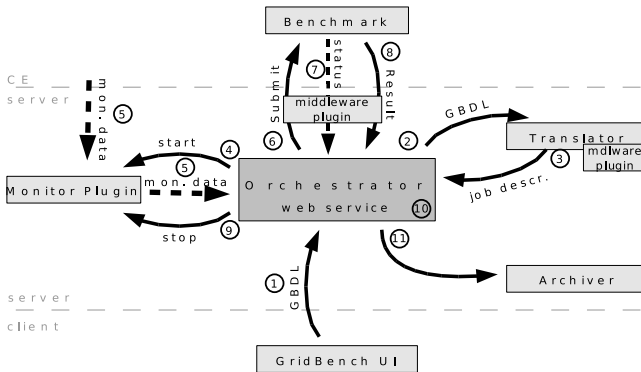 Benchmark
8
status
7
Submit
Result
CE
server
mon. data
5
middleware
plugin
GBDL
6
2
start
4
Translator
3
mdlware
plugin
5
mon. data
Monitor Plugin
Orchestrator
web service
10
job descr.
stop
9
11
1
GBDL
Archiver
server
client
GridBench UI